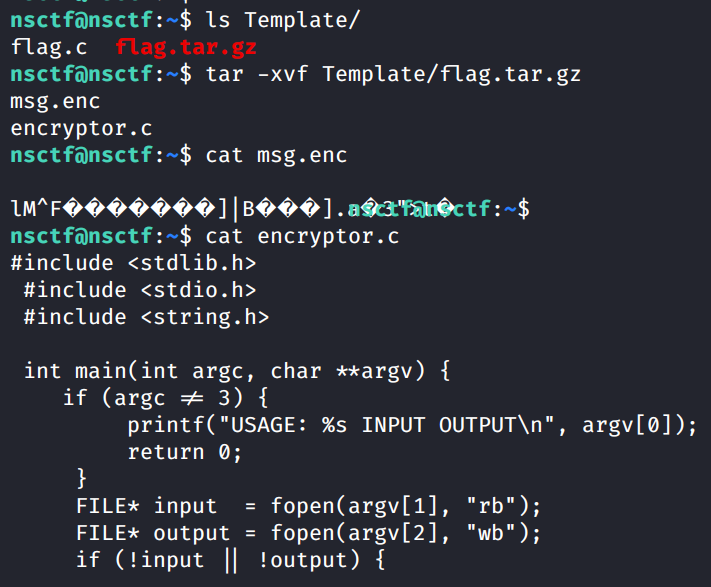 nsctf@nsctf:~$ ls Template/
flag.c flag.tar.gz
nsctf@nsctf:~$ tar -xvf Template/flag.tar.gz
msg.enc
encryptor.c
nsctf@nsctf:~$ cat msg.enc
lM^F�������]|B���].
nsctf:~$
nsctf@nsctf:~$ cat encryptor.c
#include <stdlib.h>
#include <stdio.h>
#include <string.h>
int main(int argc, char **argv) {
if (argc != 3) {
printf("USAGE: %s INPUT OUTPUT\n", argv[0]);
return 0;
}
FILE* input = fopen(argv[1], "rb");
FILE* output = fopen(argv[2], "wb");
if (!input || !output) {